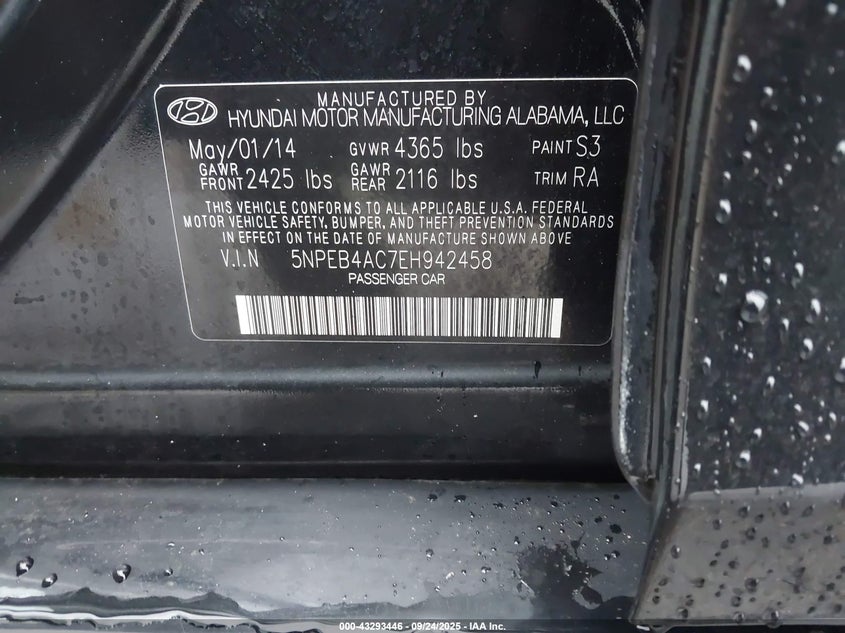 MANUFACTURED BY
HYUNDAI MOTOR MANUFACTURING ALABAMA, LLC
May/01/14 GVWR 4365 lbs PAINT S3
GAWR FRONT 2425 lbs GAWR REAR 2116 lbs TRIM RA
THIS VEHICLE CONFORMS TO ALL APPLICABLE U.S.A. FEDERAL
MOTOR VEHICLE SAFETY, BUMPER, AND THEFT PREVENTION STANDARDS
IN EFFECT ON THE DATE OF MANUFACTURE SHOWN ABOVE
V.I.N 5NPEB4AC7EH942458
PASSENGER CAR
000-43293446 - 09/24/2025 - IAA Inc.